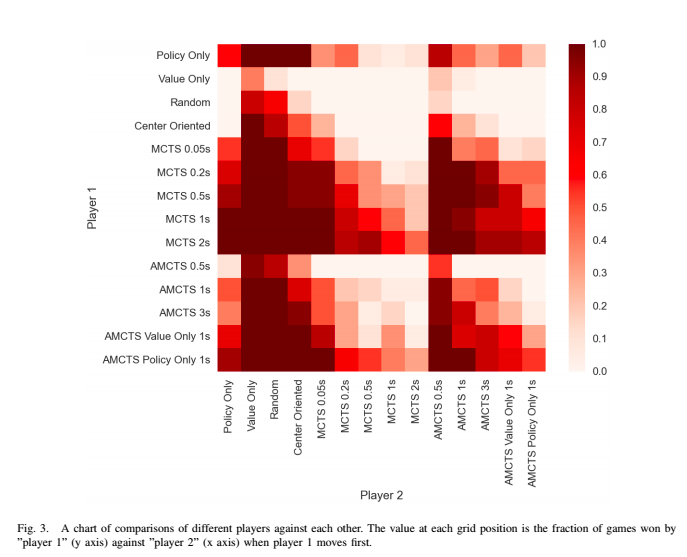 Policy Only
Value Only
Random
Center Oriented
MCTS 0.05s
MCTS 0.2s
MCTS 0.5s
MCTS 1s
MCTS 2s
AMCTS 0.5s
AMCTS 1s
AMCTS 3s
AMCTS Value Only 1s
AMCTS Policy Only 1s
Player 1
1.0
0.9
0.8
0.7
0.6
0.5
0.4
0.3
0.2
0.1
0.0
Policy Only
Value Only
Random
Center Oriented
MCTS 0.05s
MCTS 0.2s
MCTS 0.5s
MCTS 1s
MCTS 2s
AMCTS 0.5s
AMCTS 1s
AMCTS 3s
AMCTS Value Only 1s
AMCTS Policy Only 1s
Player 2
Fig. 3. A chart of comparisons of different players against each other. The value at each grid position is the fraction of games won by
”player 1” (y axis) against ”player 2” (x axis) when player 1 moves first.